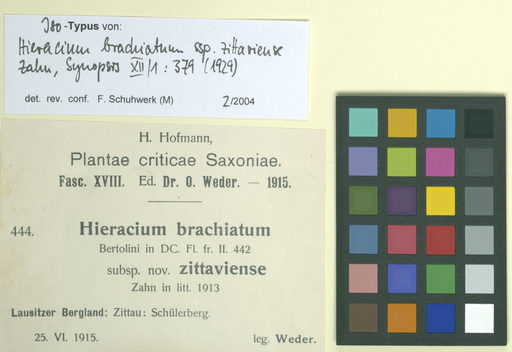 Iso-Typus von:
Hieracium brachiatum ssp. zittaviense
Zahn, Synopsis XII/1 : 379 (1929)
det. rev. conf. F. Schuhwerk (M) 2/2004
H. Hofmann,
Plantae criticae Saxoniae.
Fasc. XVIII. Ed. Dr. O. Weder. — 1915.
444. Hieracium brachiatum
Bertolini in DC. Fl. fr. II. 442
subsp. nov. zittaviense
Zahn in litt. 1913
Lausitzer Bergland: Zittau: Schülerberg.
25. VI. 1915. leg. Weder.